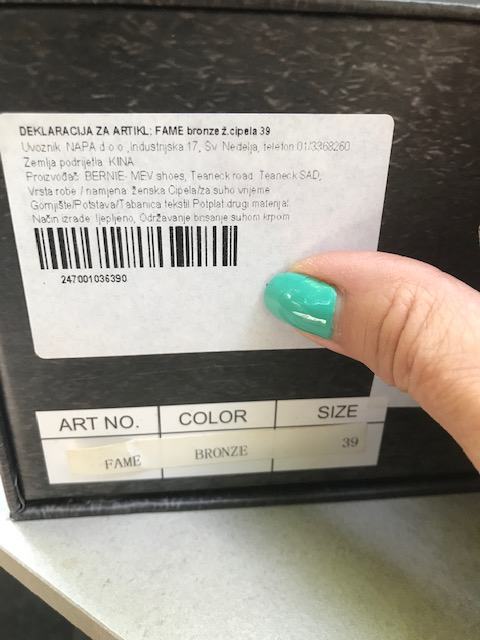 DEKLARACIJA ZA ARTIKL: FAME bronze ž.cipela 39
Uvoznik NAPA d.o.o.,Industrijska 17, Sv. Nedelja, telefon 01/3368260
Zemlja podrijetla KINA
Proizvođač BERNIE- MEV shoes, Teaneck road Teaneck SAD,
Vrsta robe / namjena ženska Cipela/za suho vrijeme
Gornjište/Potstava/Tabanica tekstil Potplat:drugi materijal
Način izrade ljepljeno, Održavanje brisanje suhom krpom
247001036390
ART NO. COLOR SIZE
FAME BRONZE 39